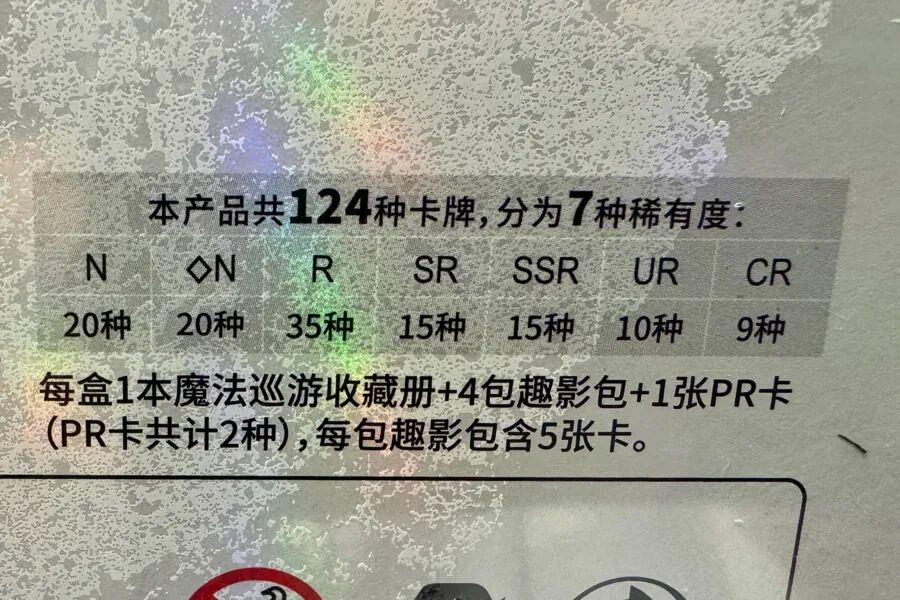 本产品共124种卡牌,分为7种稀有度:
N ◇N R SR SSR UR CR
20种 20种 35种 15种 15种 10种 9种
每盒1本魔法巡游收藏册+4包趣影包+1张PR卡
(PR卡共计2种),每包趣影包含5张卡。